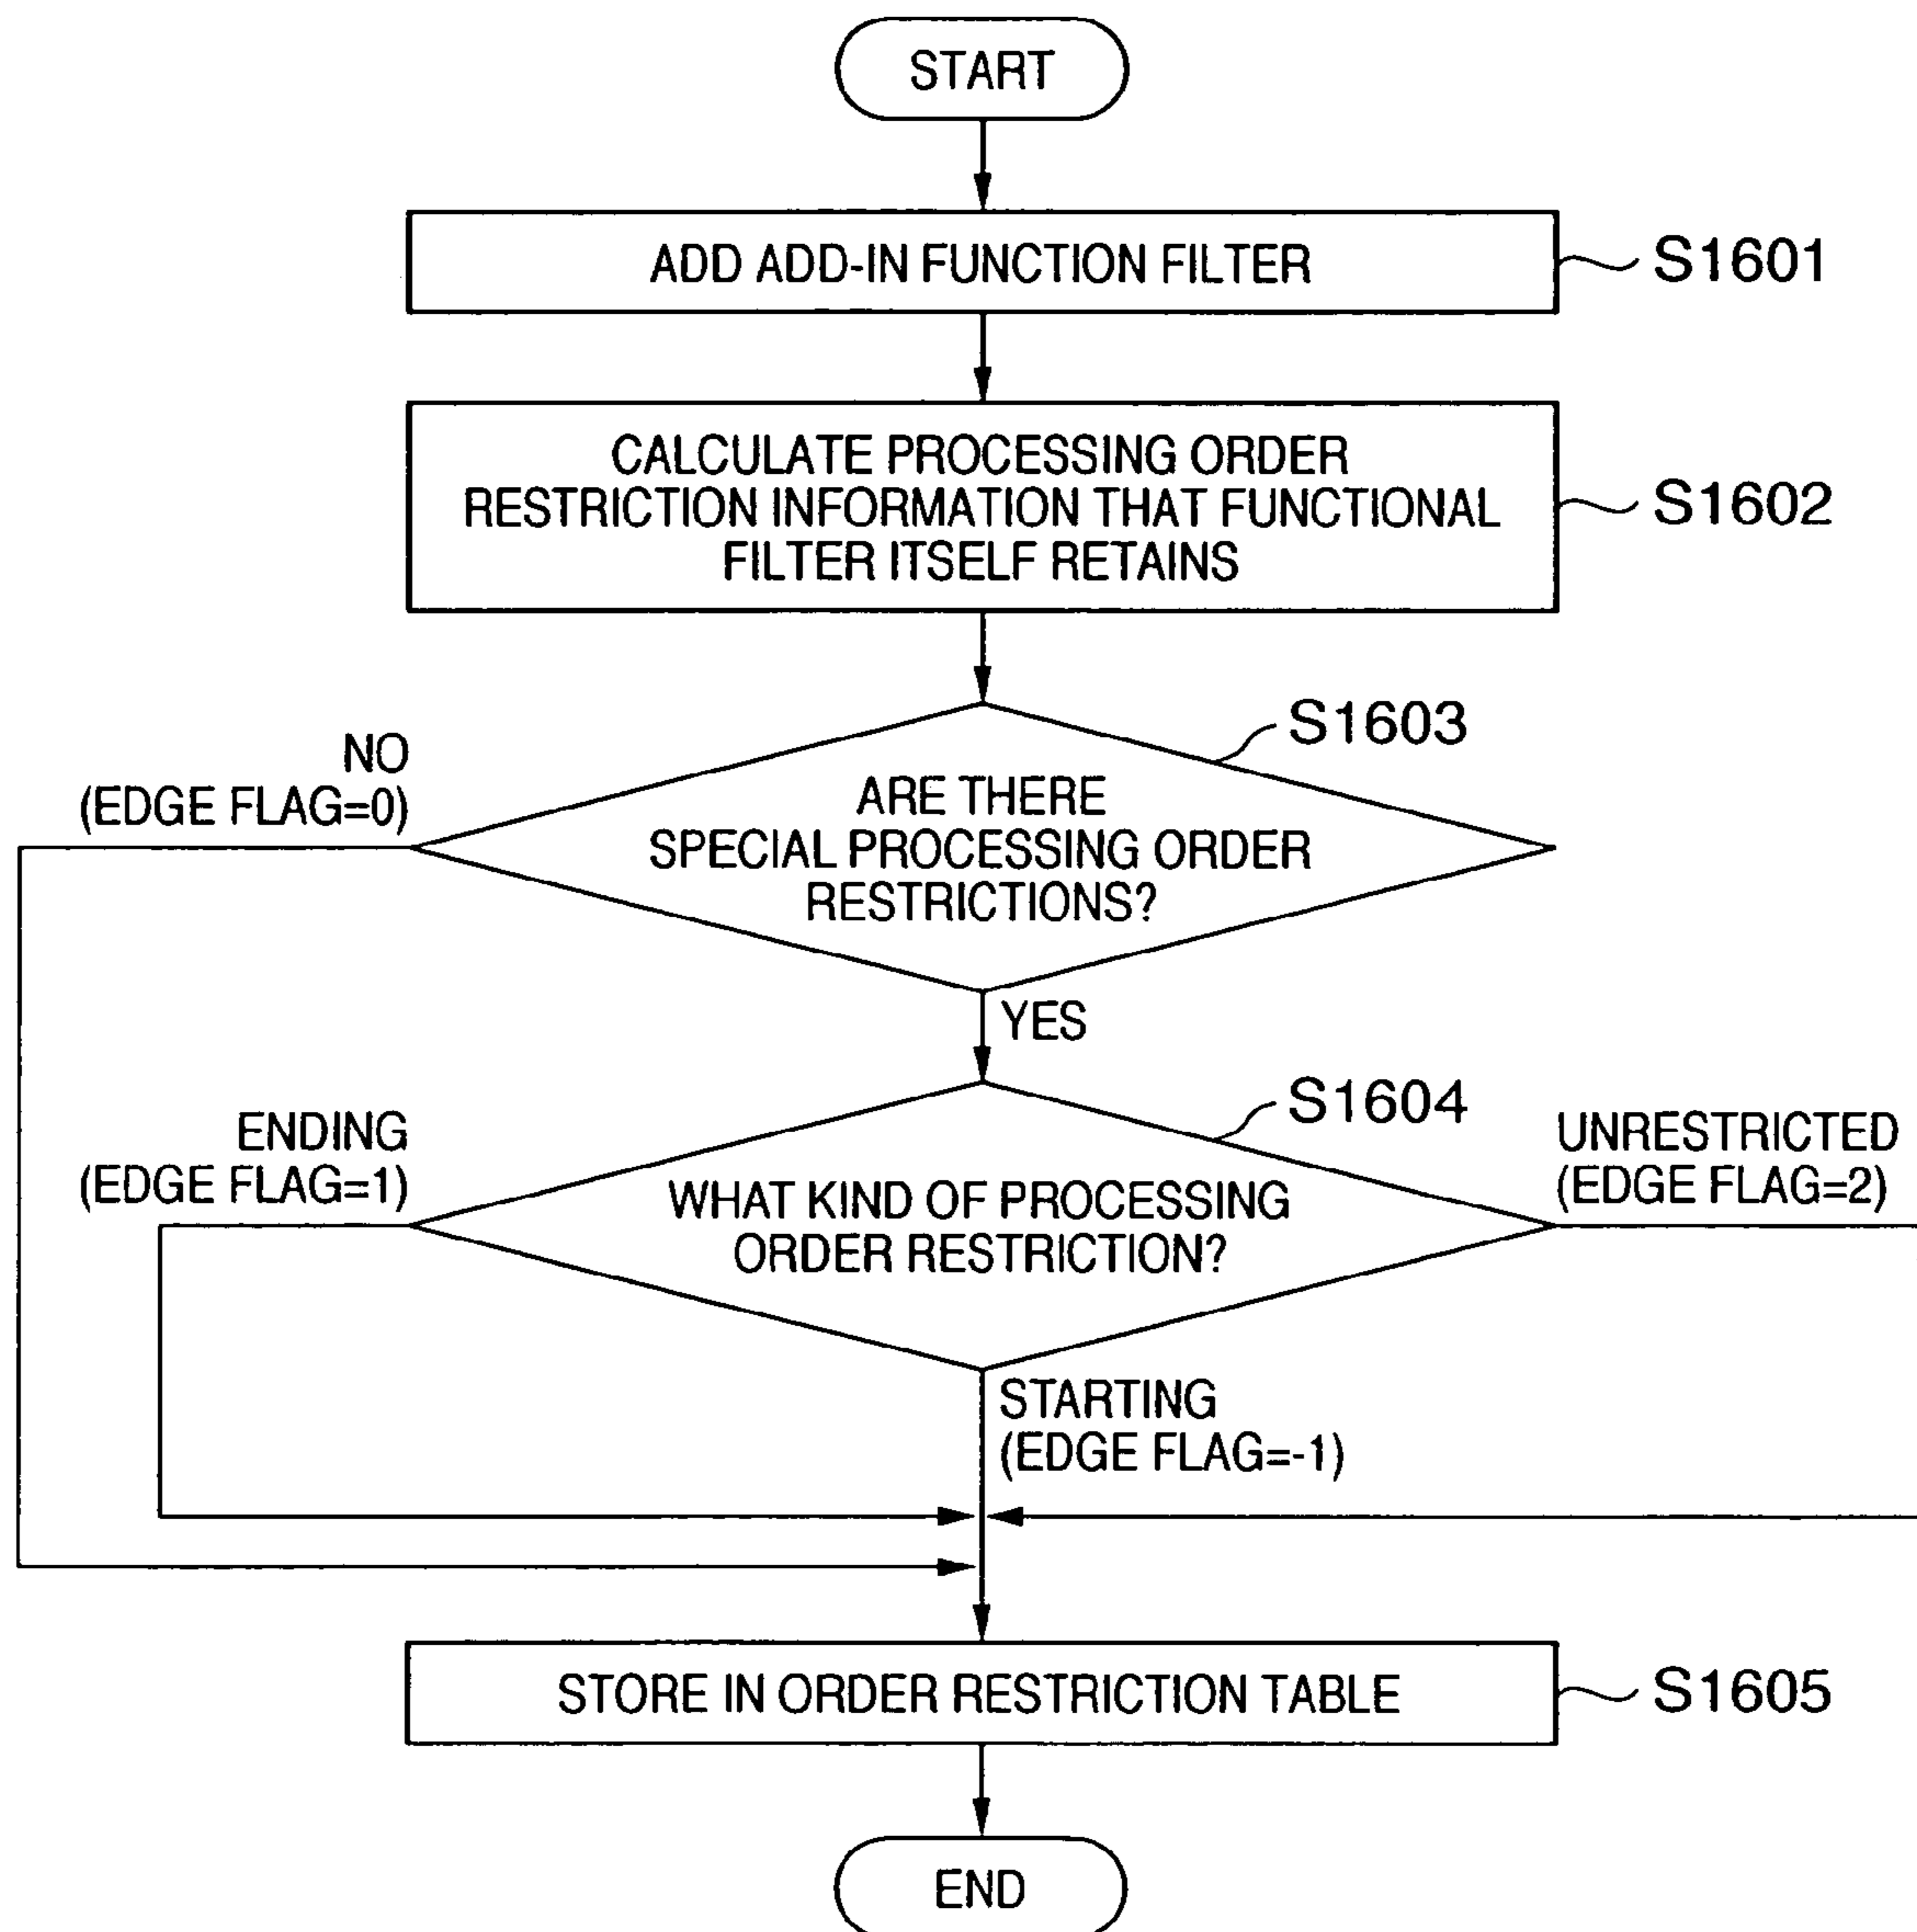 START
ADD ADD-IN FUNCTION FILTER
S1601
CALCULATE PROCESSING ORDER
RESTRICTION INFORMATION THAT FUNCTIONAL
FILTER ITSELF RETAINS
S1602
S1603
NO
(EDGE FLAG=0)
ARE THERE
SPECIAL PROCESSING ORDER
RESTRICTIONS?
YES
S1604
ENDING
(EDGE FLAG=1)
UNRESTRICTED
(EDGE FLAG=2)
WHAT KIND OF PROCESSING
ORDER RESTRICTION?
STARTING
(EDGE FLAG=-1)
STORE IN ORDER RESTRICTION TABLE
S1605
END